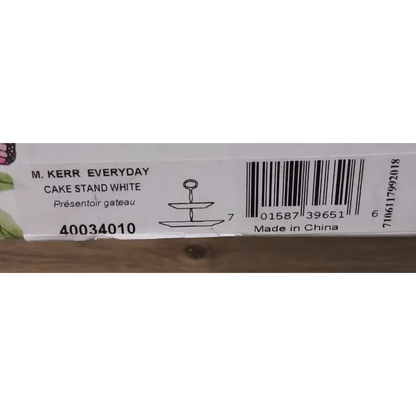 M. KERR EVERYDAY
CAKE STAND WHITE
Présentoir gateau
40034010
7 01587 39651 6
Made in China
7106117992018